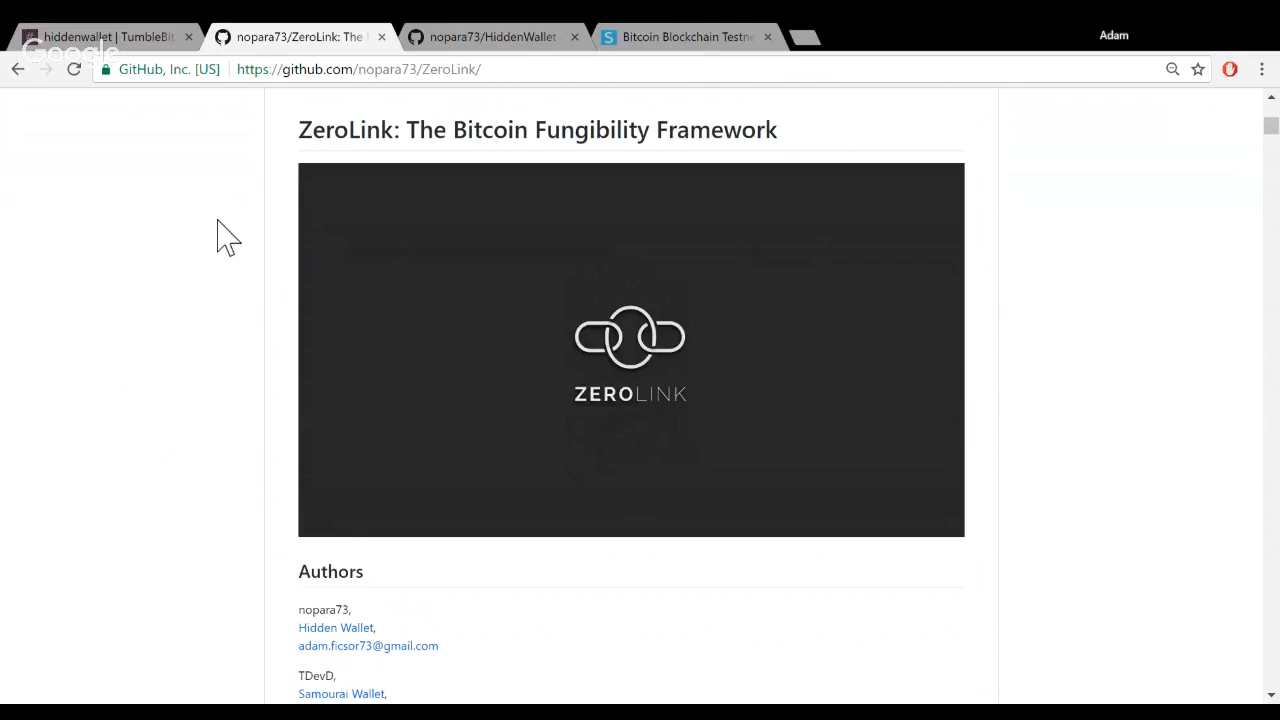 hiddenwallet | TumbleBit
nopara73/ZeroLink: The
nopara73/HiddenWallet
Bitcoin Blockchain Testne
Adam
Google
GitHub, Inc. [US]
https://github.com/nopara73/ZeroLink/
ZeroLink: The Bitcoin Fungibility Framework
ZEROLINK
Authors
nopara73,
Hidden Wallet,
adam.ficsor73@gmail.com
TDevD,
Samourai Wallet,